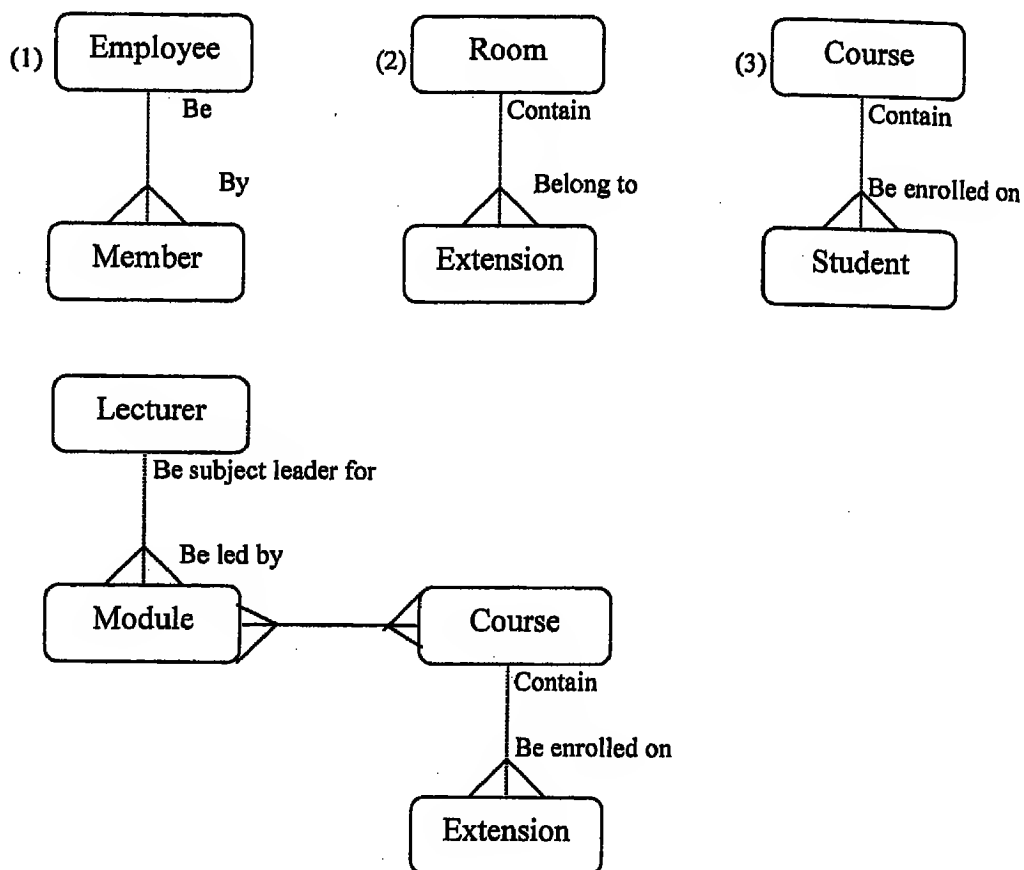 (1) Employee
Be
By
Member
(2) Room
Contain
Belong to
Extension
(3) Course
Contain
Be enrolled on
Student
Lecturer
Be subject leader for
Be led by
Module
Course
Contain
Be enrolled on
Extension